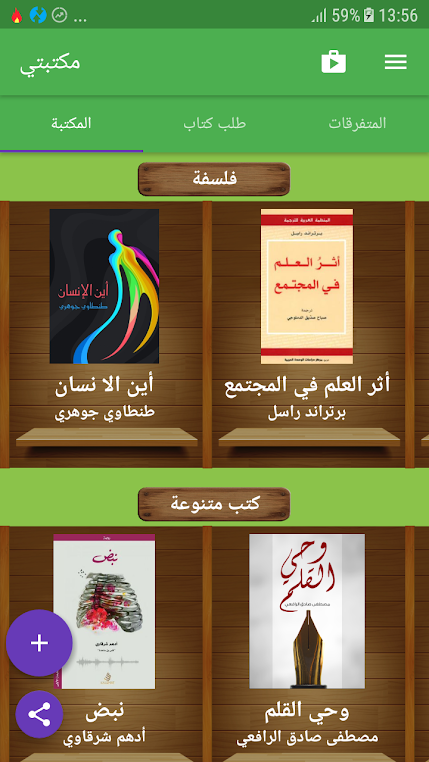 ... 59% 13:56
مكتبتي
المتفرقات
طلب كتاب
المكتبة
فلسفة
المنظمة العربية للترجمة
برتراند راسل
أثرُ العلم
في المجتمع
ترجمة
صباح صدّيق الدملوجي
أثر العلم في المجتمع
برتراند راسل
أين الإنسان
طنطاوي جوهري
أين الا نسان
طنطاوي جوهري
كتب متنوعة
وحي
القلم
مصطفى صادق الرافعي
وحي القلم
مصطفى صادق الرافعي
نبض
أدهم شرقاوي
نبض
أدهم شرقاوي